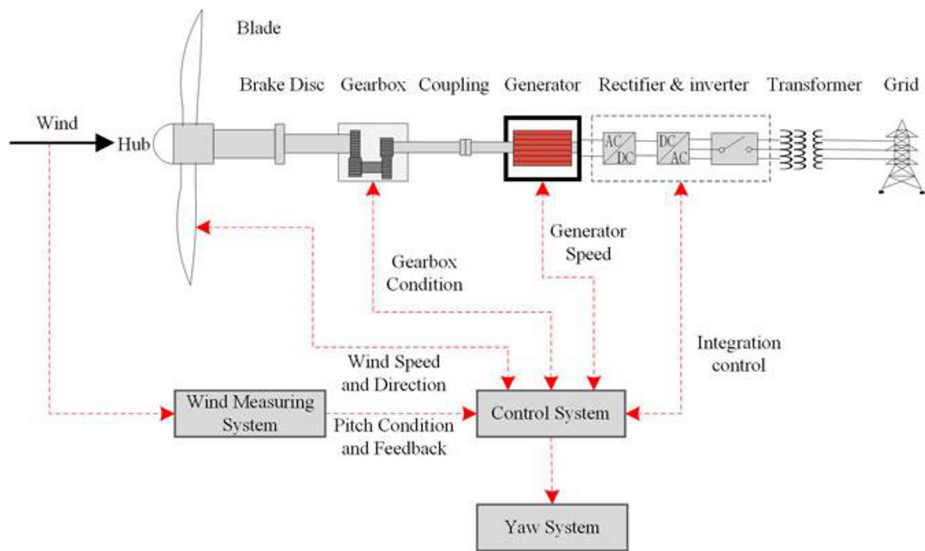 Blade
Brake Disc
Gearbox
Coupling
Generator
Rectifier & inverter
Transformer
Grid
Wind
Hub
AC
DC
DC
AC
Generator
Speed
Gearbox
Condition
Integration
control
Wind Speed
and Direction
Wind Measuring
System
Control System
Pitch Condition
and Feedback
Yaw System